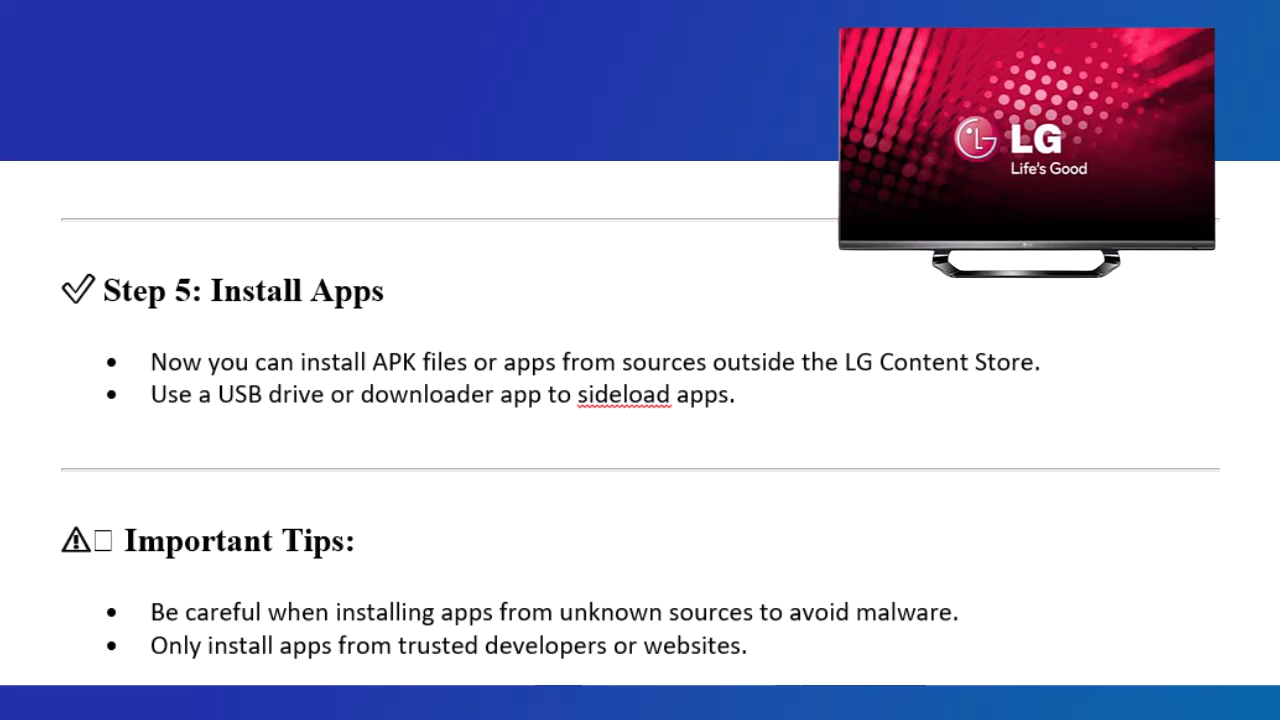 LG
Life's Good
✓ Step 5: Install Apps
• Now you can install APK files or apps from sources outside the LG Content Store.
• Use a USB drive or downloader app to sideload apps.
⚠□ Important Tips:
• Be careful when installing apps from unknown sources to avoid malware.
• Only install apps from trusted developers or websites.